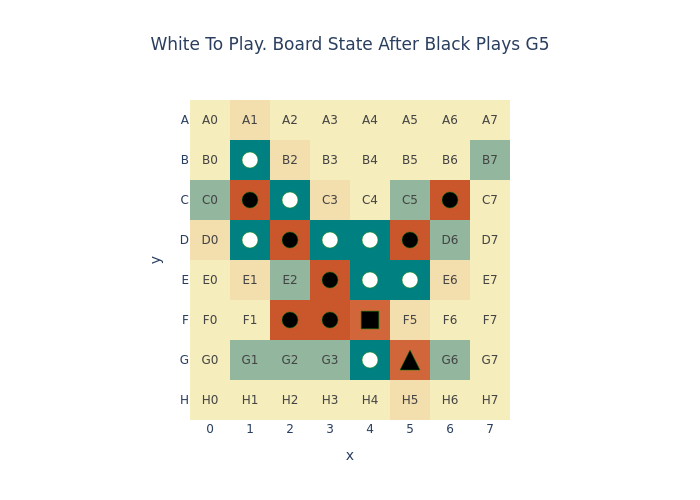 White To Play. Board State After Black Plays G5
A A0 A1 A2 A3 A4 A5 A6 A7
B B0 B2 B3 B4 B5 B6 B7
C C0 C3 C4 C5 C7
D D0 D6 D7
E E0 E1 E2 E6 E7
F F0 F1 F5 F6 F7
G G0 G1 G2 G3 G6 G7
H H0 H1 H2 H3 H4 H5 H6 H7
0 1 2 3 4 5 6 7
x
y